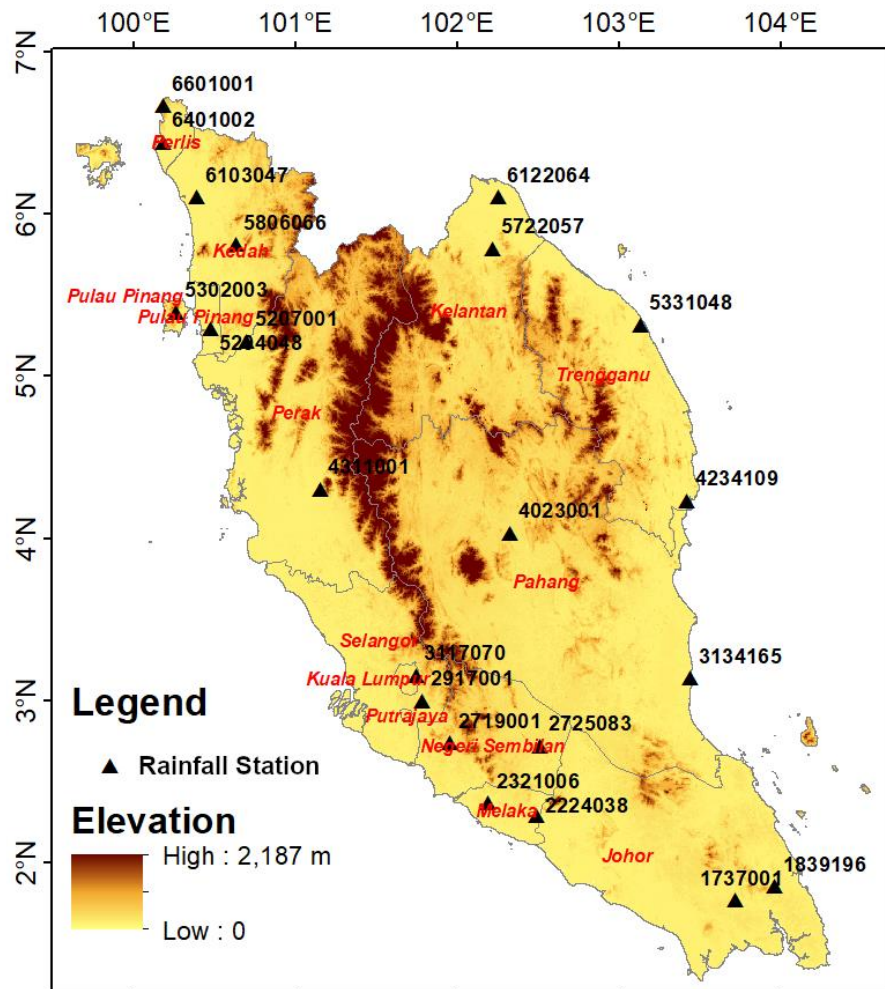 100°E 101°E 102°E 103°E 104°E
7°N
6°N
5°N
4°N
3°N
2°N
6601001
6401002
Perlis
6103047
6122064
5806066
5722057
Kedah
Pulau Pinang
5302003
Kelantan
5331048
Pulau Pinang
5207001
5204048
Trengganu
Perak
4311001
4234109
4023001
Pahang
Selangor
3117070
3134165
Kuala Lumpur
2917001
Putrajaya
2719001
2725083
Negeri Sembilan
2321006
2224038
Melaka
Johor
1737001
1839196
Legend
Rainfall Station
Elevation
High : 2,187 m
Low : 0